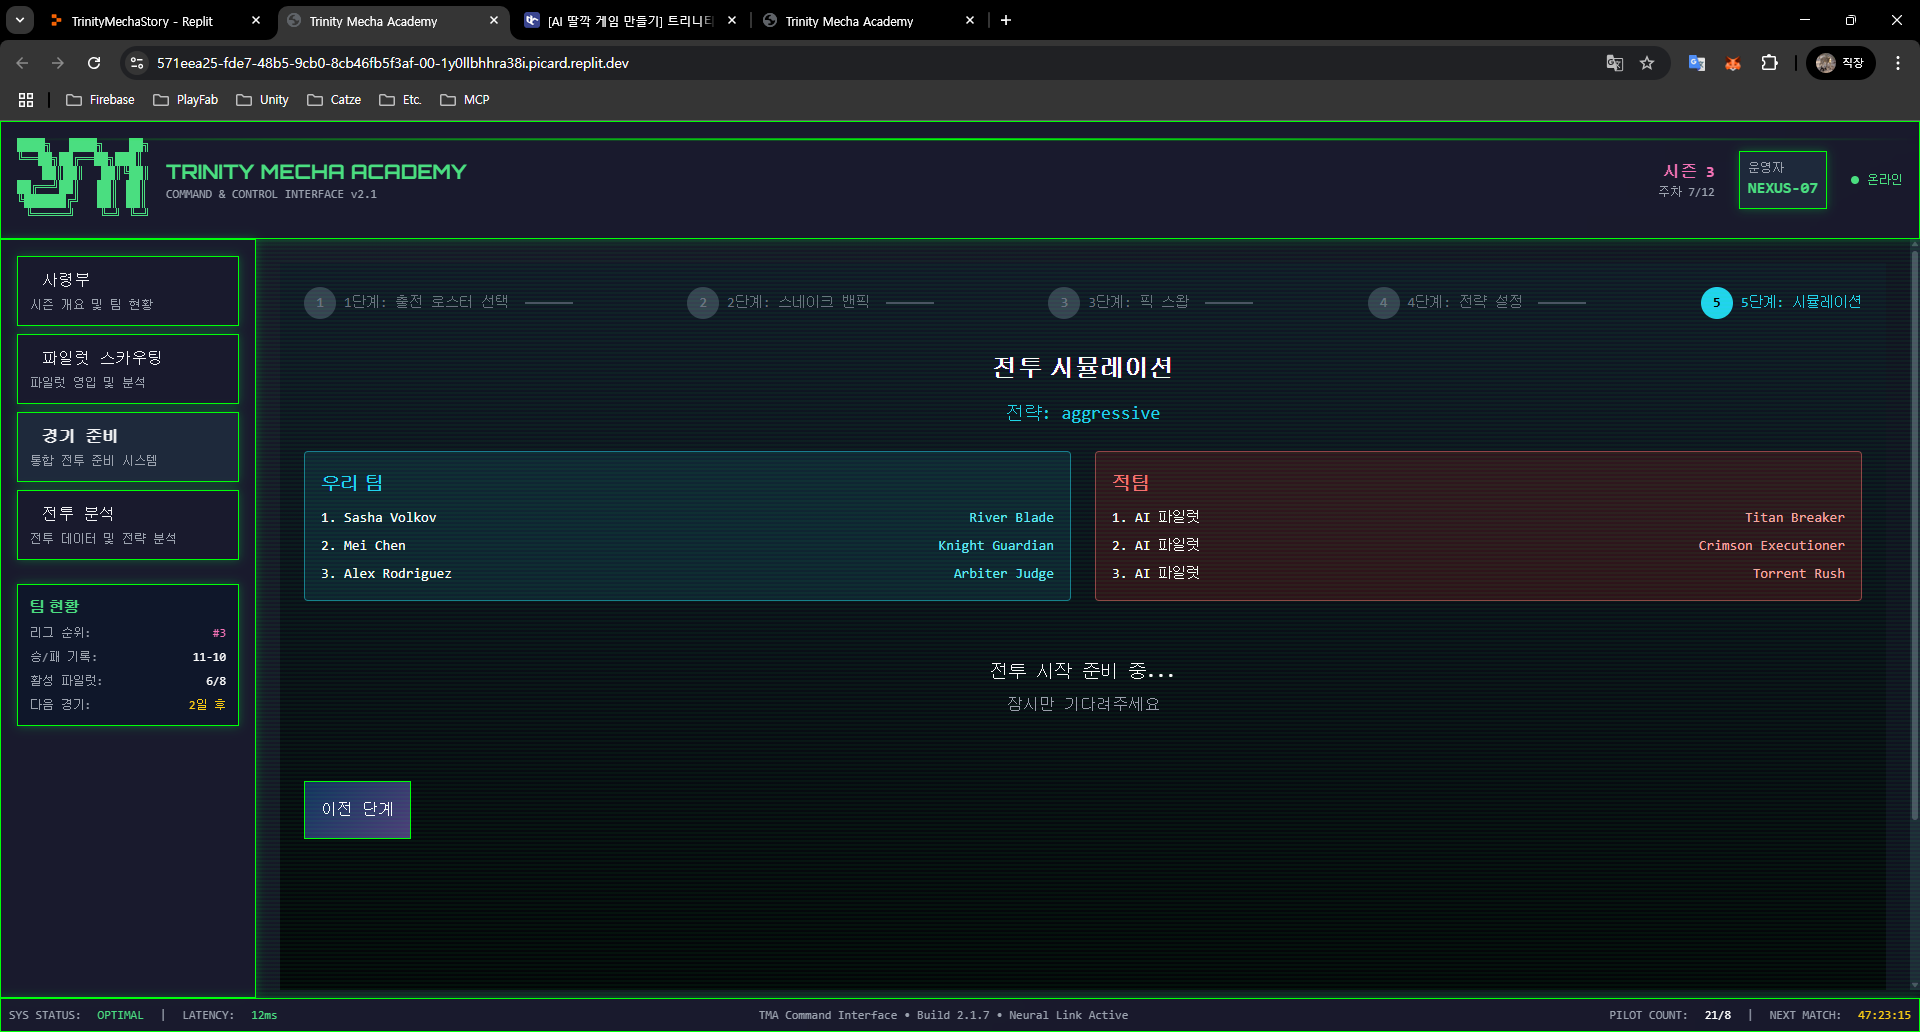 TrinityMechaStory - Replit
Trinity Mecha Academy
[AI 딸깍 게임 만들기] 트리니티
Trinity Mecha Academy
571eea25-fde7-48b5-9cb0-8cb46fb5f3af-00-1y0llbhhra38i.picard.replit.dev
직장
Firebase
PlayFab
Unity
Catze
Etc.
MCP
TRINITY MECHA ACADEMY
COMMAND & CONTROL INTERFACE v2.1
시즌 3
주차 7/12
운영자
NEXUS-07
온라인
사령부
시즌 개요 및 팀 현황
파일럿 스카우팅
파일럿 영입 및 분석
경기 준비
통합 전투 준비 시스템
전투 분석
전투 데이터 및 전략 분석
팀 현황
리그 순위: #3
승/패 기록: 11-10
활성 파일럿: 6/8
다음 경기: 2일 후
1 1단계: 출전 로스터 선택
2 2단계: 스네이크 밴픽
3 3단계: 픽 스왑
4 4단계: 전략 설정
5 5단계: 시뮬레이션
전투 시뮬레이션
전략: aggressive
우리 팀
1. Sasha Volkov River Blade
2. Mei Chen Knight Guardian
3. Alex Rodriguez Arbiter Judge
적팀
1. AI 파일럿 Titan Breaker
2. AI 파일럿 Crimson Executioner
3. AI 파일럿 Torrent Rush
전투 시작 준비 중...
잠시만 기다려주세요
이전 단계
SYS STATUS: OPTIMAL | LATENCY: 12ms
TMA Command Interface • Build 2.1.7 • Neural Link Active
PILOT COUNT: 21/8 | NEXT MATCH: 47:23:15